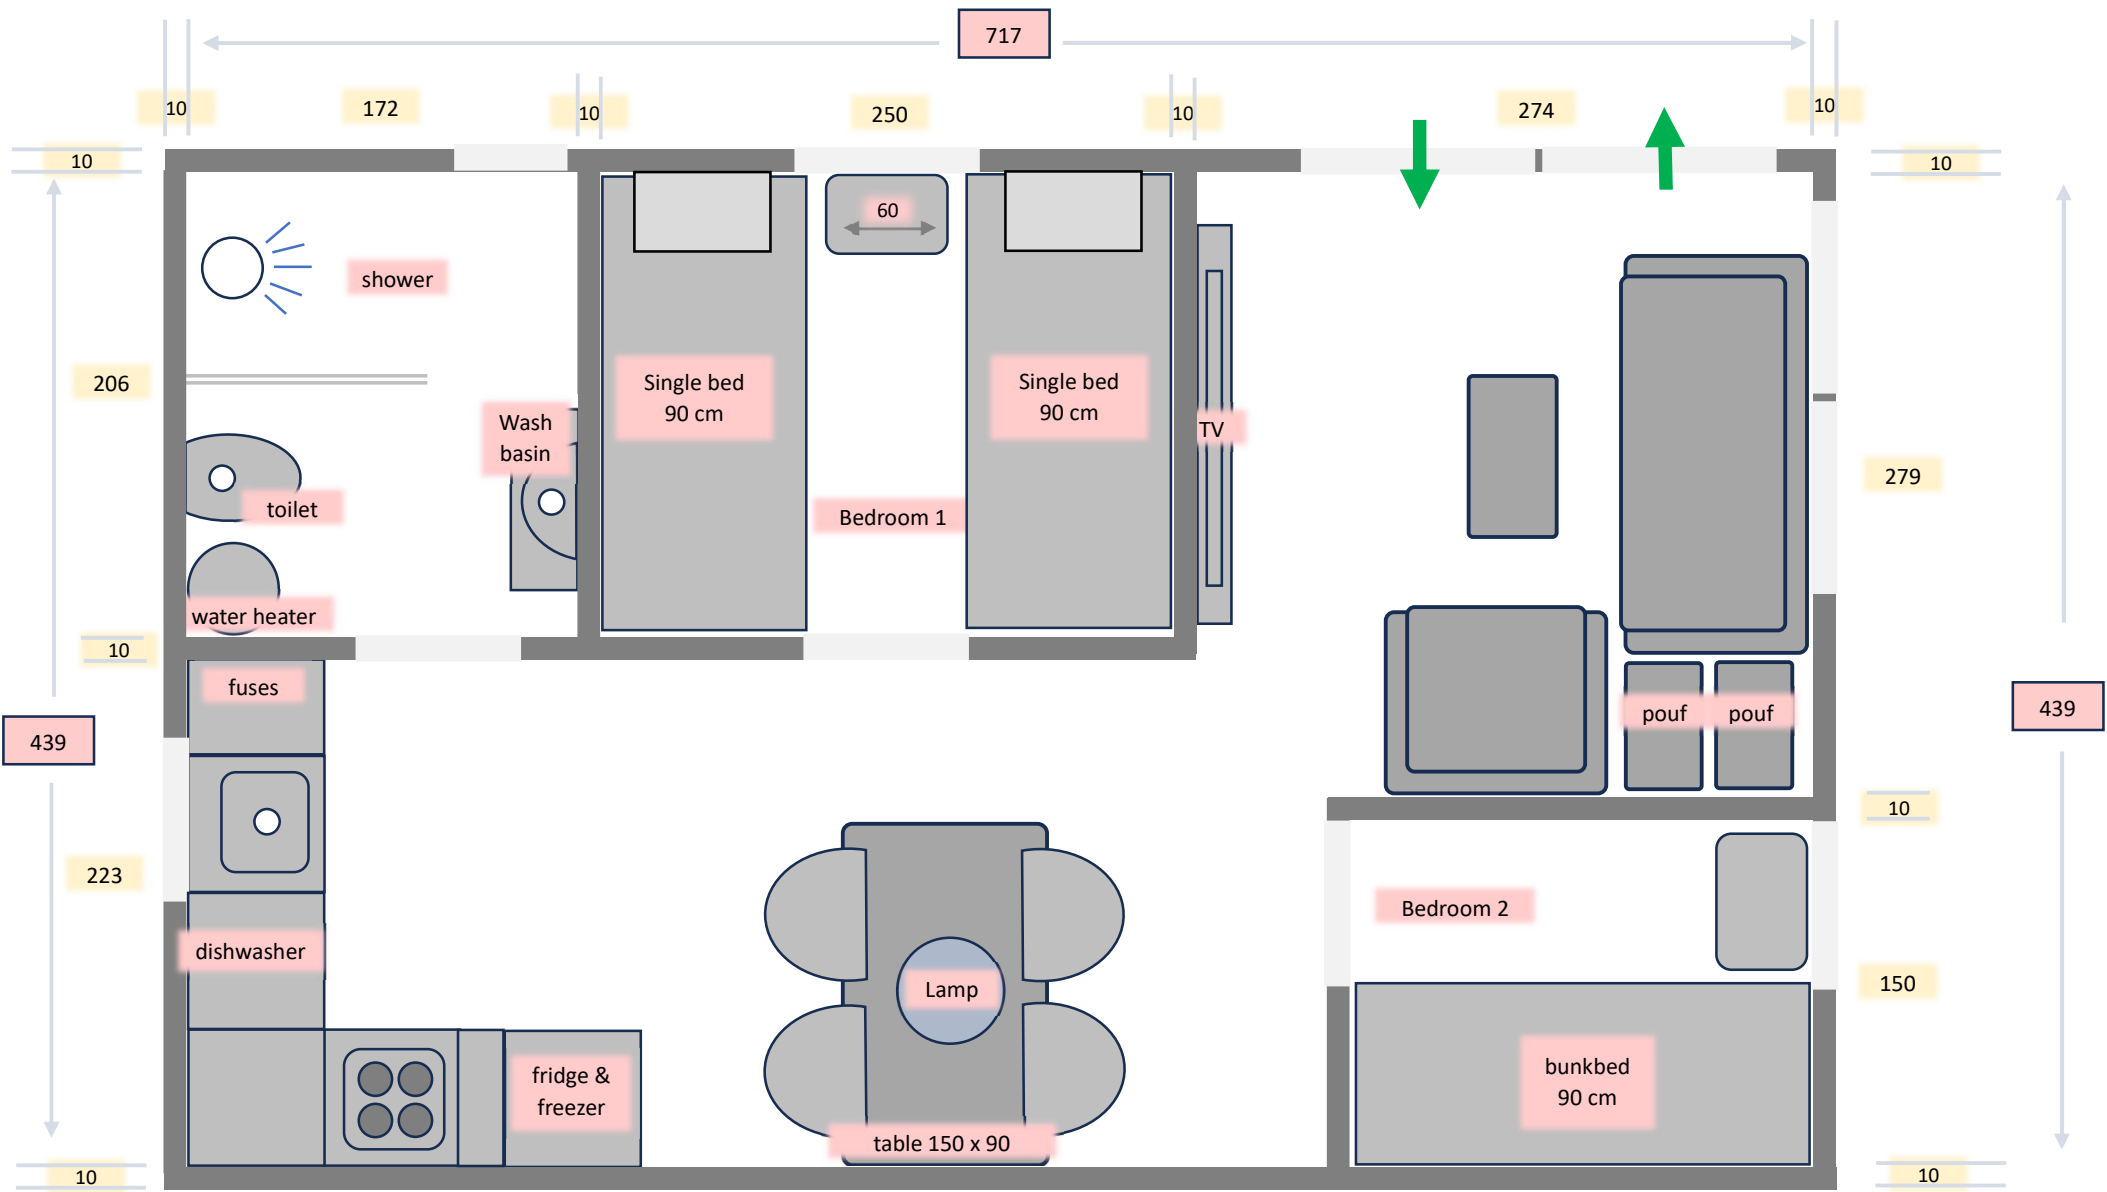 717
10
172
10
250
10
274
10
10
10
60
shower
Single bed
90 cm
Single bed
90 cm
206
Wash
basin
TV
279
toilet
Bedroom 1
water heater
10
fuses
pouf
pouf
439
439
10
223
Bedroom 2
150
dishwasher
Lamp
fridge &
freezer
bunkbed
90 cm
table 150 x 90
10
10